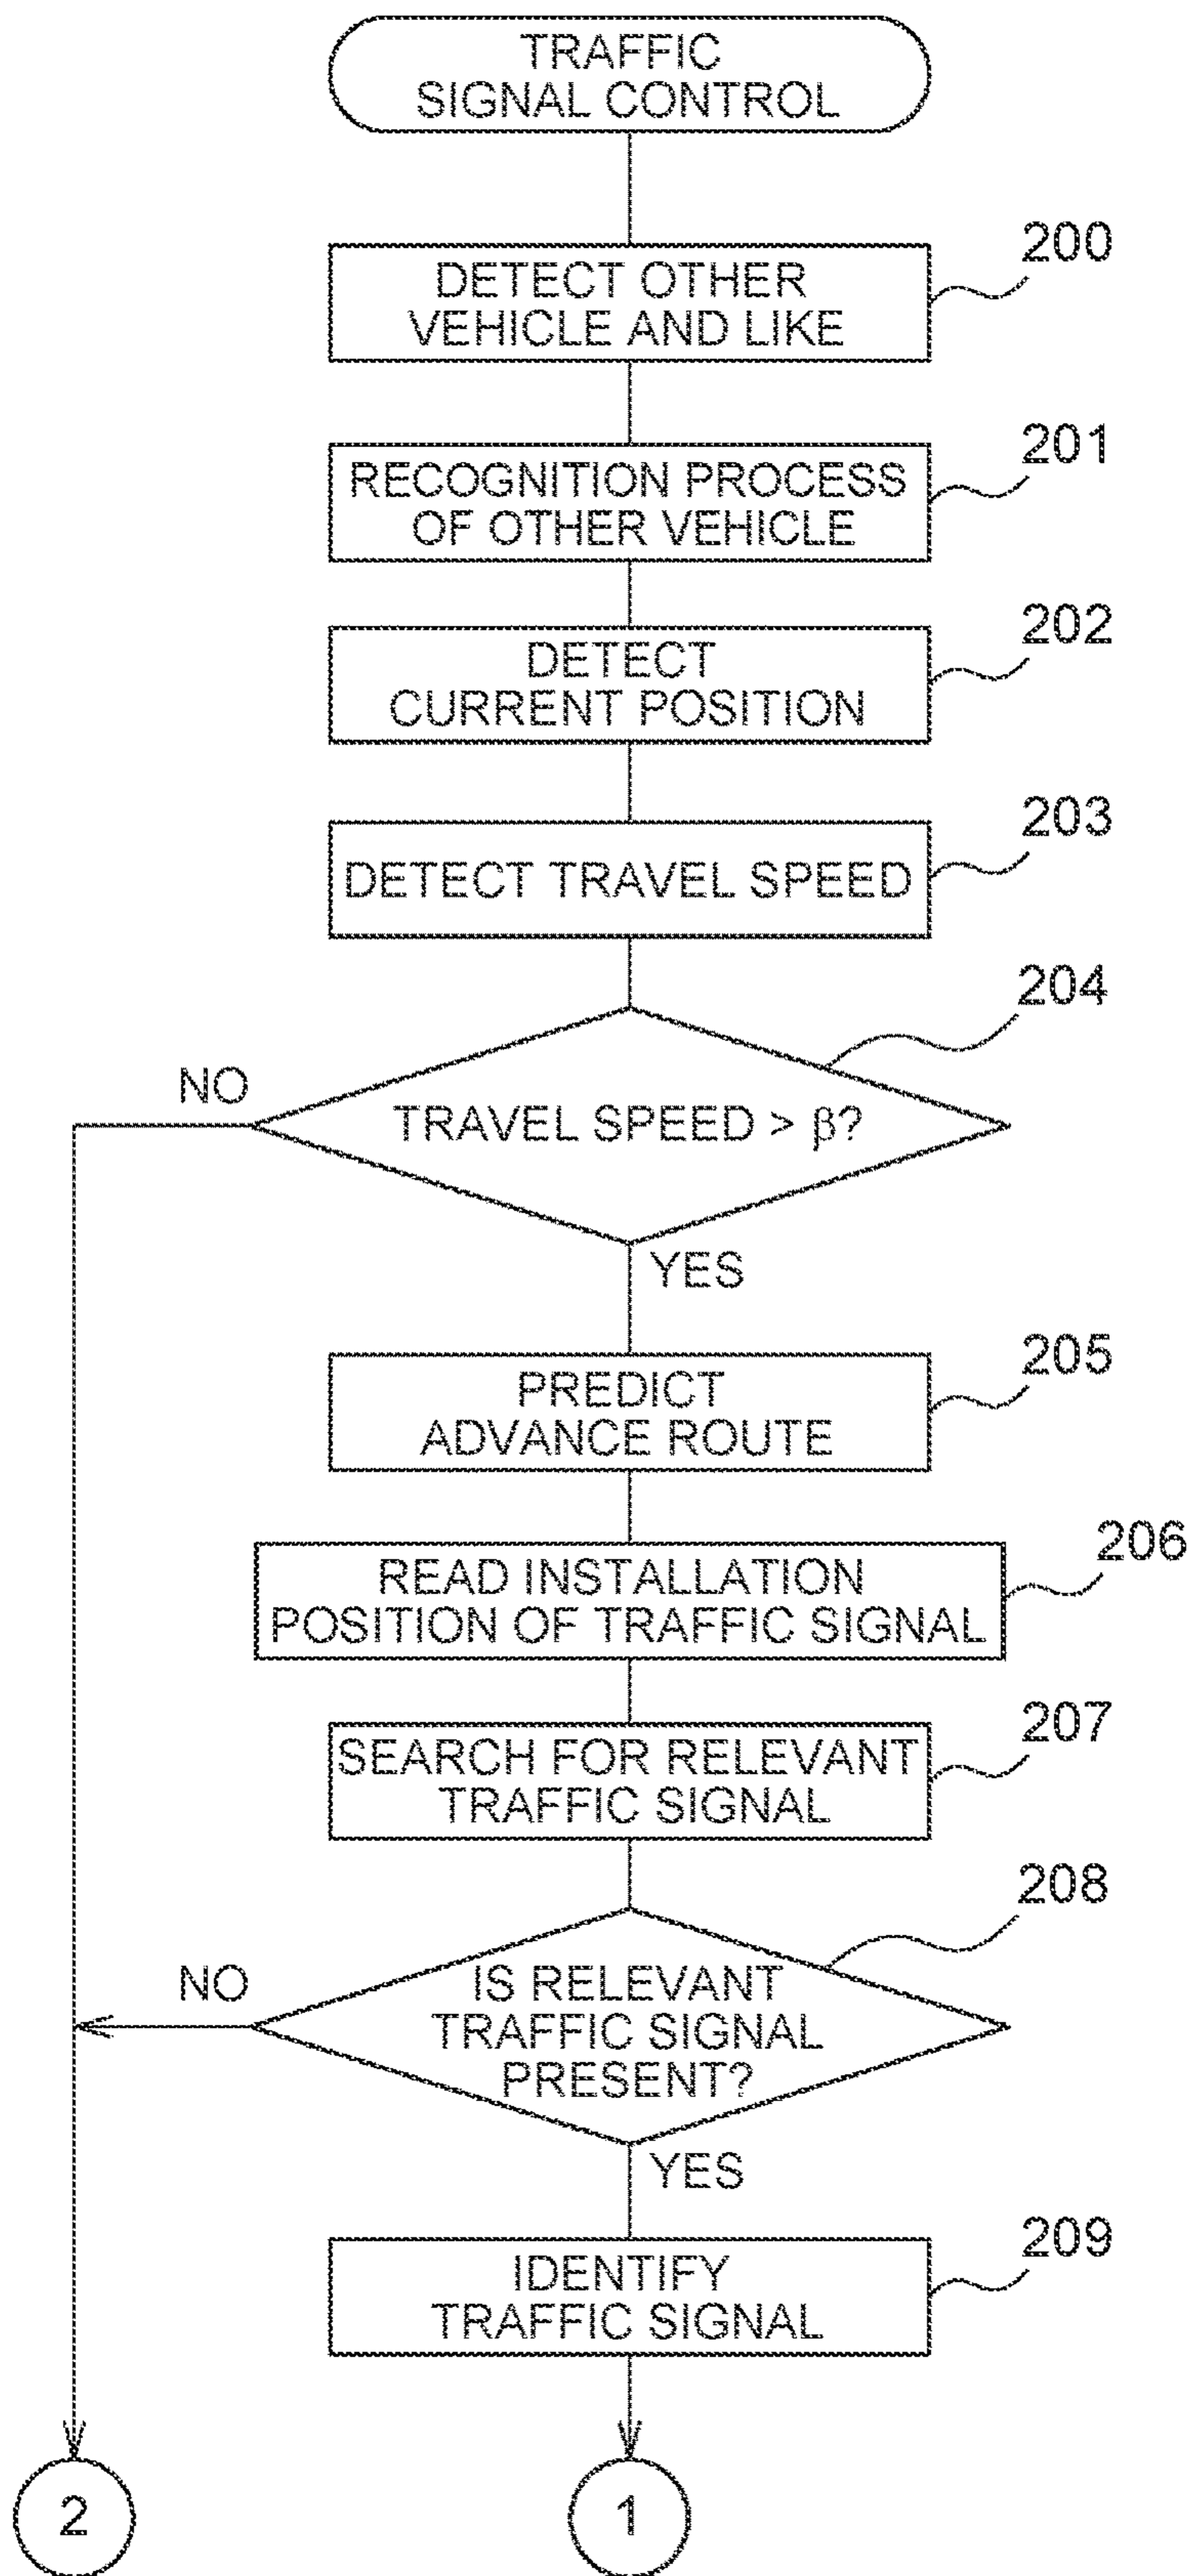 TRAFFIC
SIGNAL CONTROL
200
DETECT OTHER
VEHICLE AND LIKE
201
RECOGNITION PROCESS
OF OTHER VEHICLE
202
DETECT
CURRENT POSITION
203
DETECT TRAVEL SPEED
204
NO
TRAVEL SPEED > β?
YES
205
PREDICT
ADVANCE ROUTE
206
READ INSTALLATION
POSITION OF TRAFFIC SIGNAL
207
SEARCH FOR RELEVANT
TRAFFIC SIGNAL
208
NO
IS RELEVANT
TRAFFIC SIGNAL
PRESENT?
YES
209
IDENTIFY
TRAFFIC SIGNAL
2
1